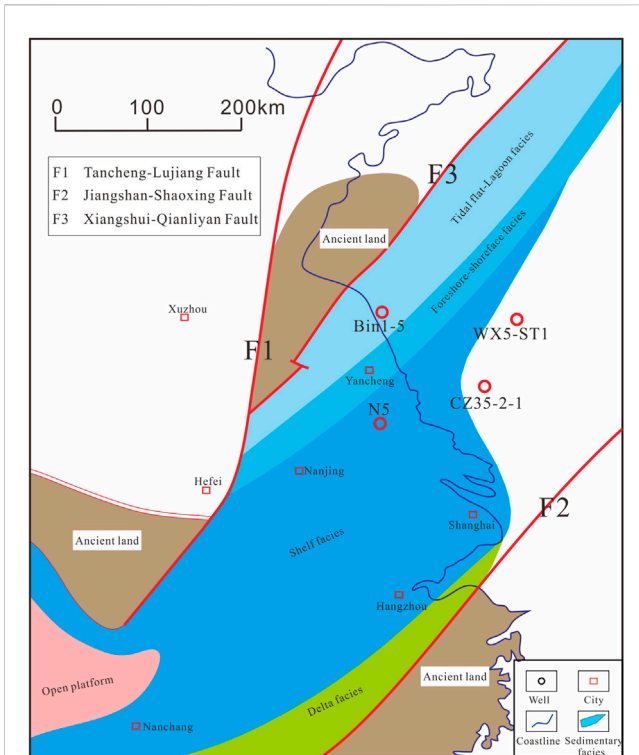 0 100 200km
F1 Tancheng-Lujiang Fault
F2 Jiangshan-Shaoxing Fault
F3 Xiangshui-Qianliyan Fault
F3
Tidal flat-Lagoon facies
Ancient land
Foreshore-shoreface facies
Xuzhou
Bin1-5
WX5-ST1
F1
Yancheng
CZ35-2-1
N5
Hefei
Nanjing
F2
Shanghai
Ancient land
Shelf facies
Hangzhou
Ancient land
Open platform
Delta facies
Nanchang
Well
City
Coastline
Sedimentary
facies